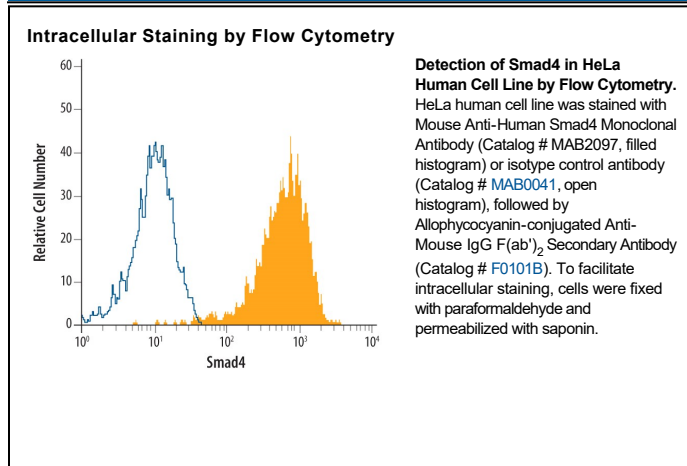 Intracellular Staining by Flow Cytometry
60
50
40
30
20
10
0
Relative Cell Number
10⁰ 10¹ 10² 10³ 10⁴
Smad4
Detection of Smad4 in HeLa
Human Cell Line by Flow Cytometry.
HeLa human cell line was stained with
Mouse Anti-Human Smad4 Monoclonal
Antibody (Catalog # MAB2097, filled
histogram) or isotype control antibody
(Catalog # MAB0041, open
histogram), followed by
Allophycocyanin-conjugated Anti-
Mouse IgG F(ab')₂ Secondary Antibody
(Catalog # F0101B). To facilitate
intracellular staining, cells were fixed
with paraformaldehyde and
permeabilized with saponin.